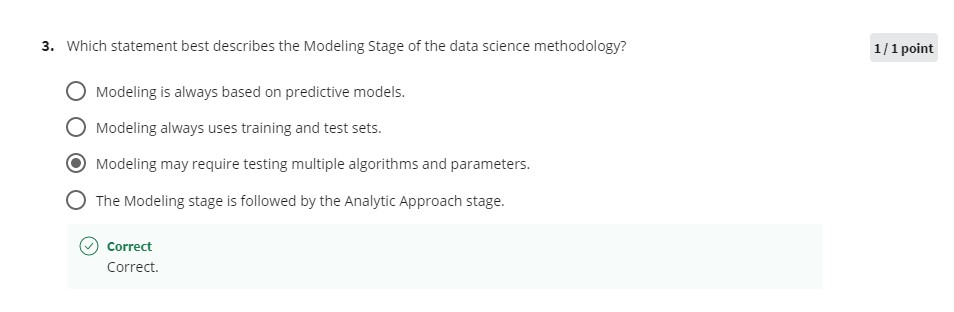 3. Which statement best describes the Modeling Stage of the data science methodology?
1 / 1 point
Modeling is always based on predictive models.
Modeling always uses training and test sets.
Modeling may require testing multiple algorithms and parameters.
The Modeling stage is followed by the Analytic Approach stage.
Correct
Correct.